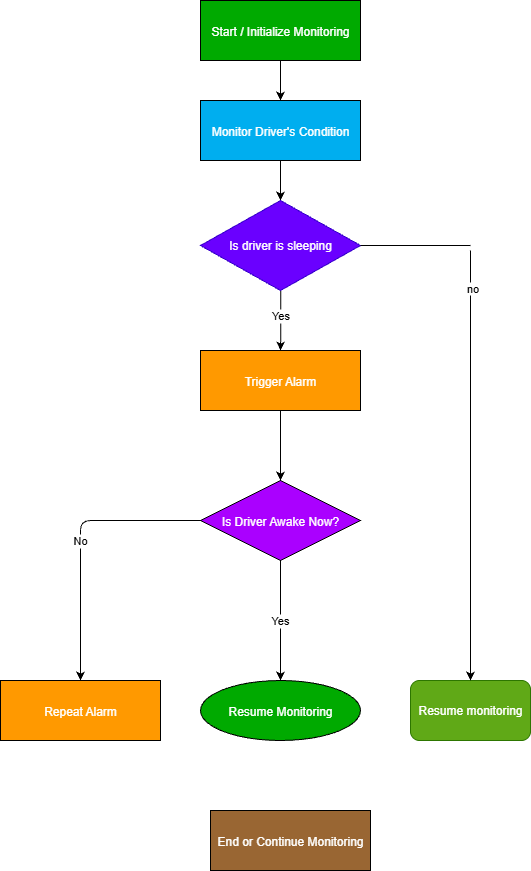 Start / Initialize Monitoring
Monitor Driver's Condition
Is driver is sleeping
no
Yes
Trigger Alarm
Is Driver Awake Now?
No
Yes
Repeat Alarm
Resume Monitoring
Resume monitoring
End or Continue Monitoring